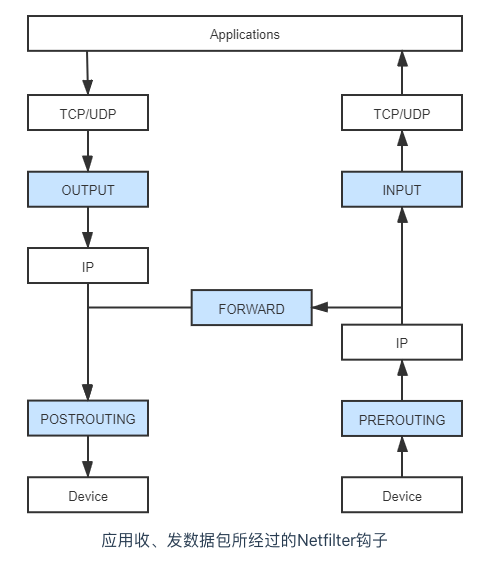 Applications
TCP/UDP
TCP/UDP
OUTPUT
INPUT
IP
FORWARD
IP
POSTROUTING
PREROUTING
Device
Device
应用收、发数据包所经过的Netfilter钩子